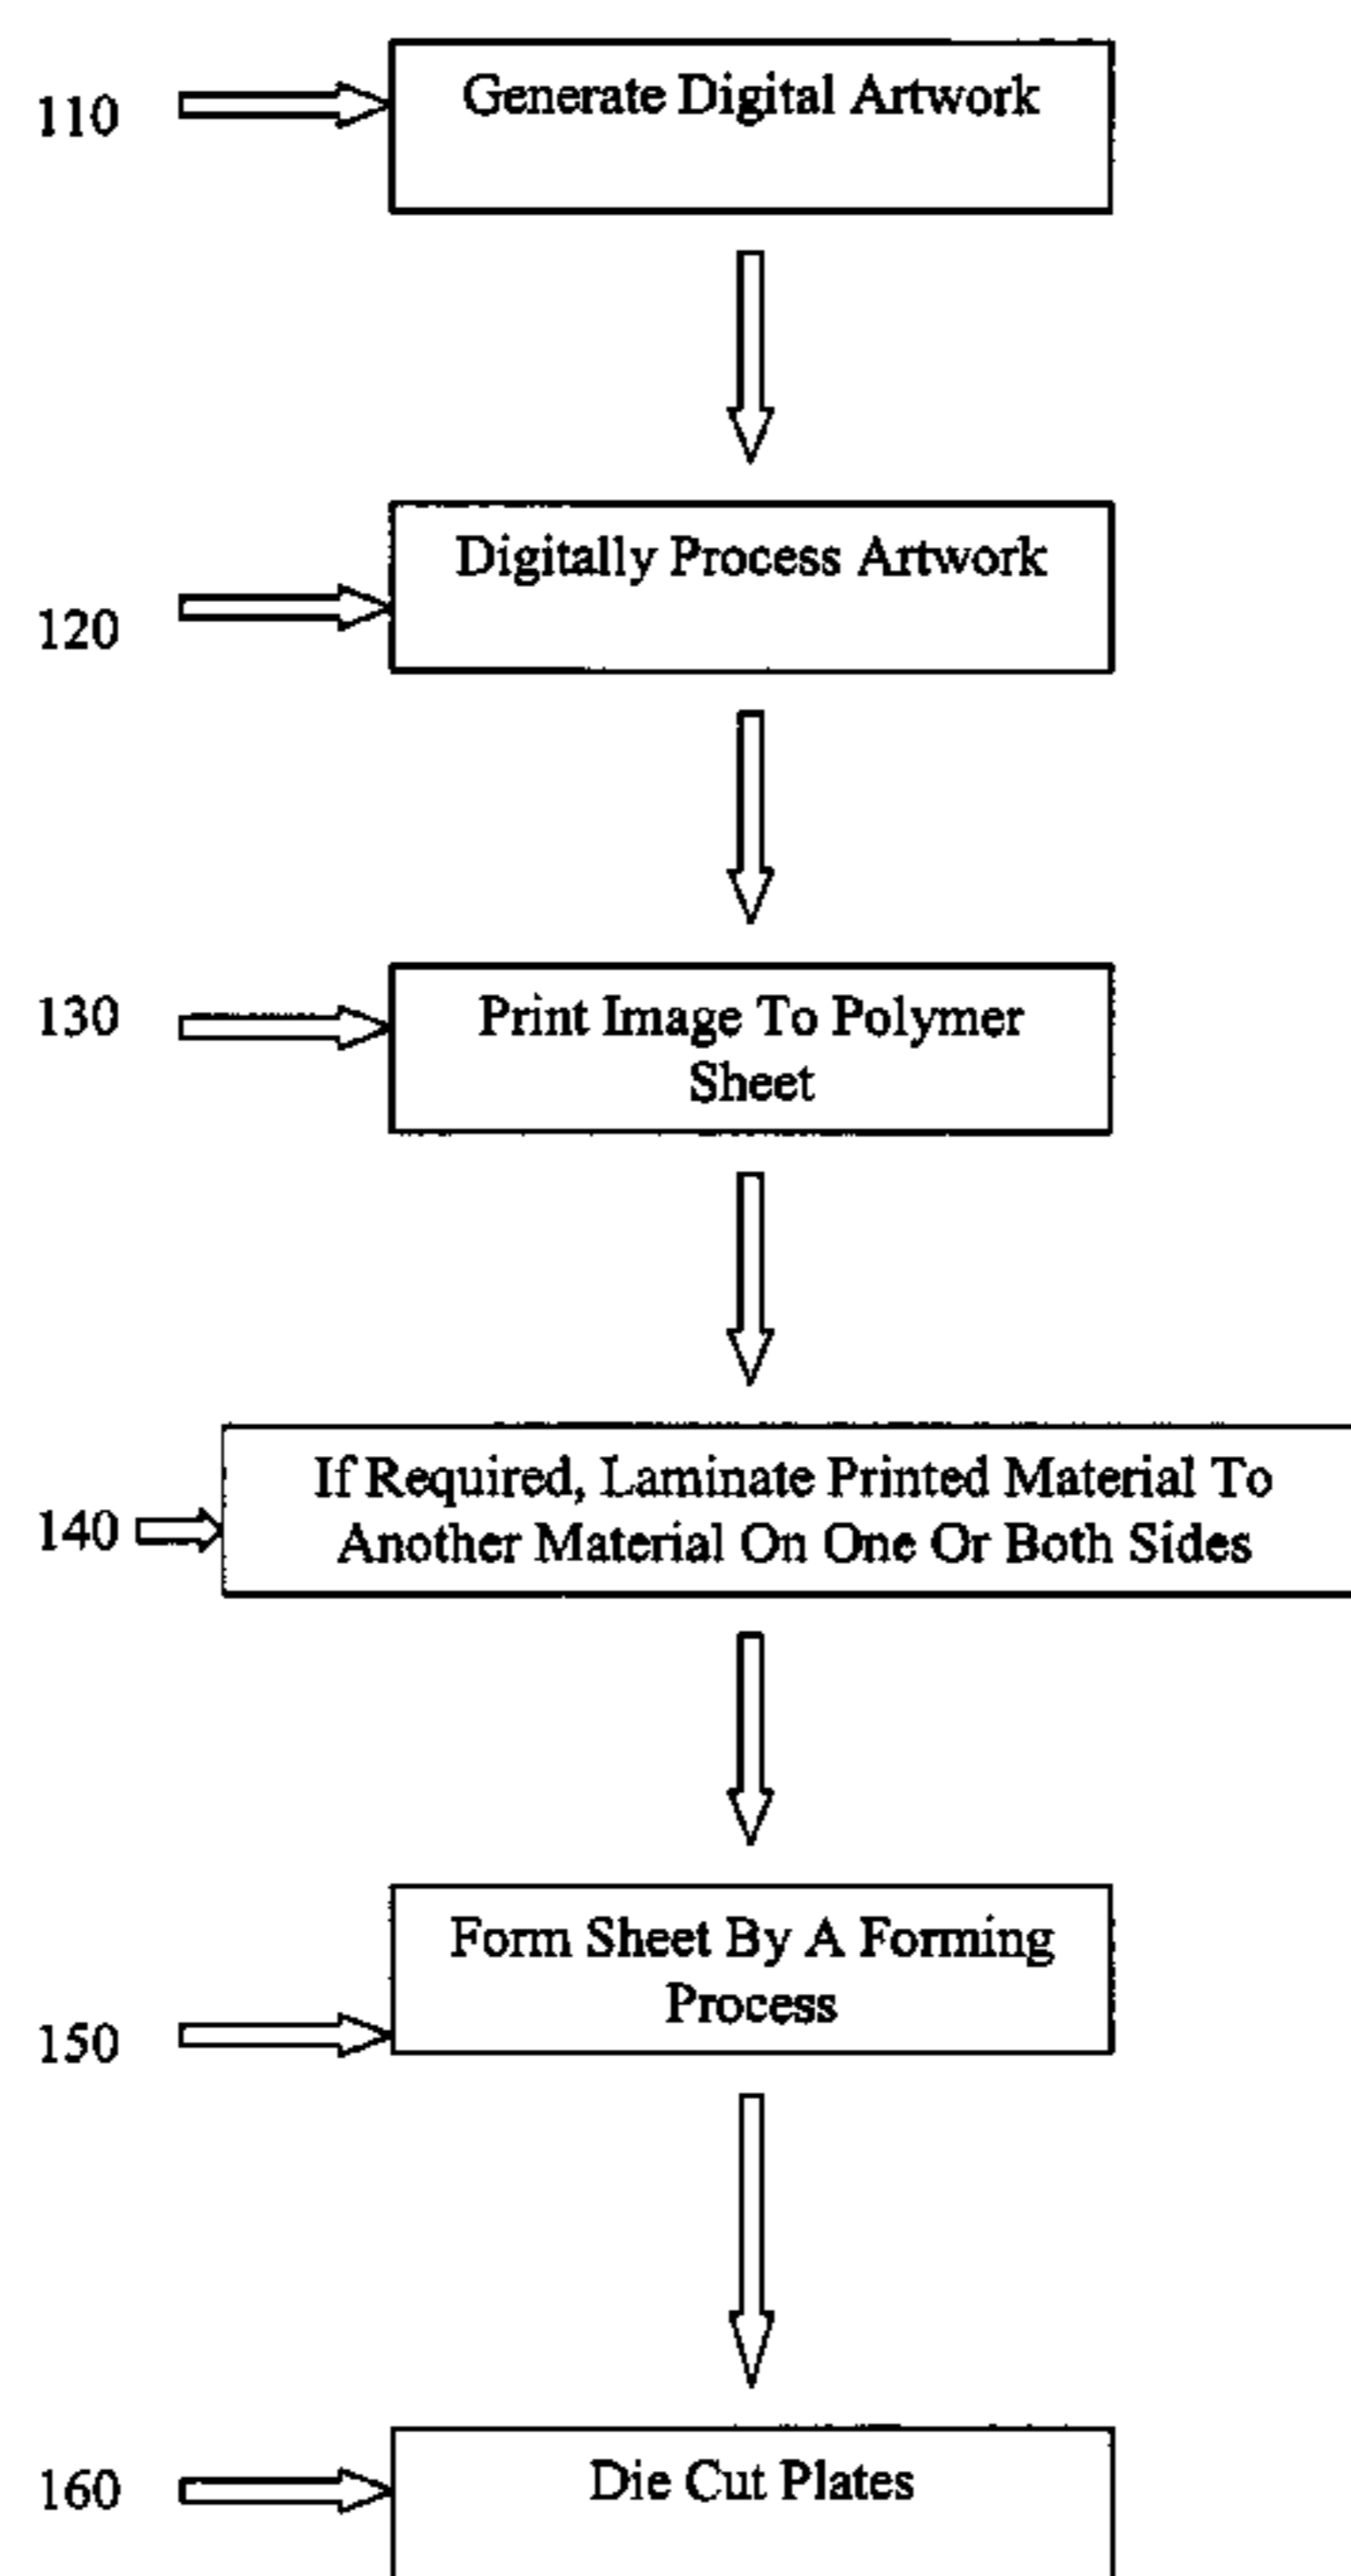 110
Generate Digital Artwork
120
Digitally Process Artwork
130
Print Image To Polymer
Sheet
140
If Required, Laminate Printed Material To
Another Material On One Or Both Sides
150
Form Sheet By A Forming
Process
160
Die Cut Plates